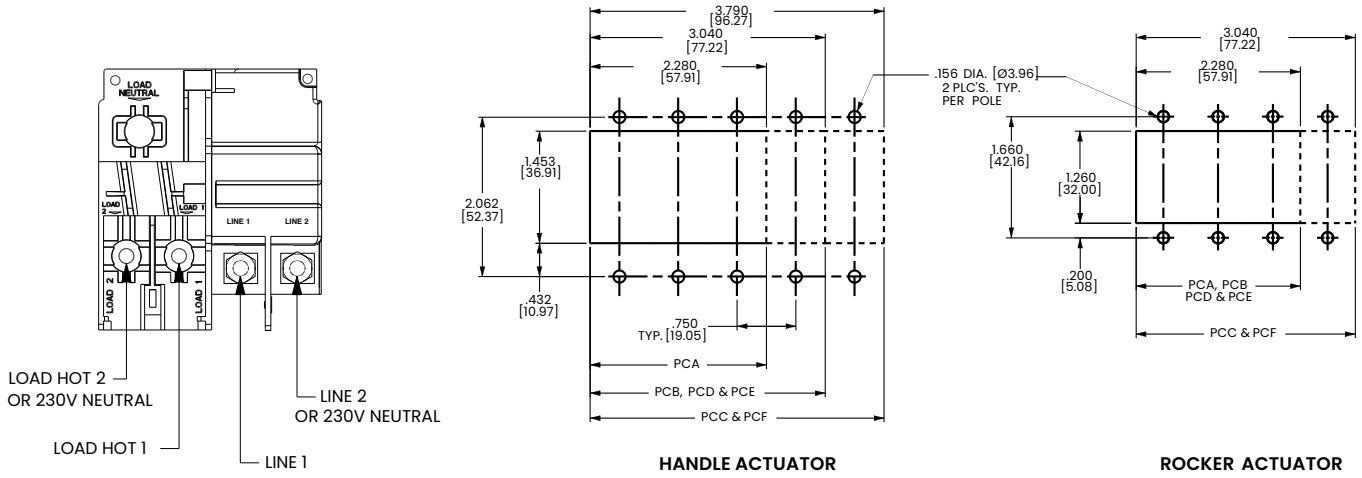 LOAD
NEUTRAL
LOAD
2
LOAD 1
LINE 1
LINE 2
LOAD 2
LOAD 1
LOAD HOT 2
OR 230V NEUTRAL
LOAD HOT 1
LINE 1
LINE 2
OR 230V NEUTRAL
3.790
[96.27]
3.040
[77.22]
2.280
[57.91]
1.453
[36.91]
2.062
[52.37]
.432
[10.97]
.750
TYP. [19.05]
PCA
PCB, PCD & PCE
PCC & PCF
HANDLE ACTUATOR
.156 DIA. [Ø3.96]
2 PLC'S. TYP.
PER POLE
3.040
[77.22]
2.280
[57.91]
1.660
[42.16]
1.260
[32.00]
.200
[5.08]
PCA, PCB
PCD & PCE
PCC & PCF
ROCKER ACTUATOR